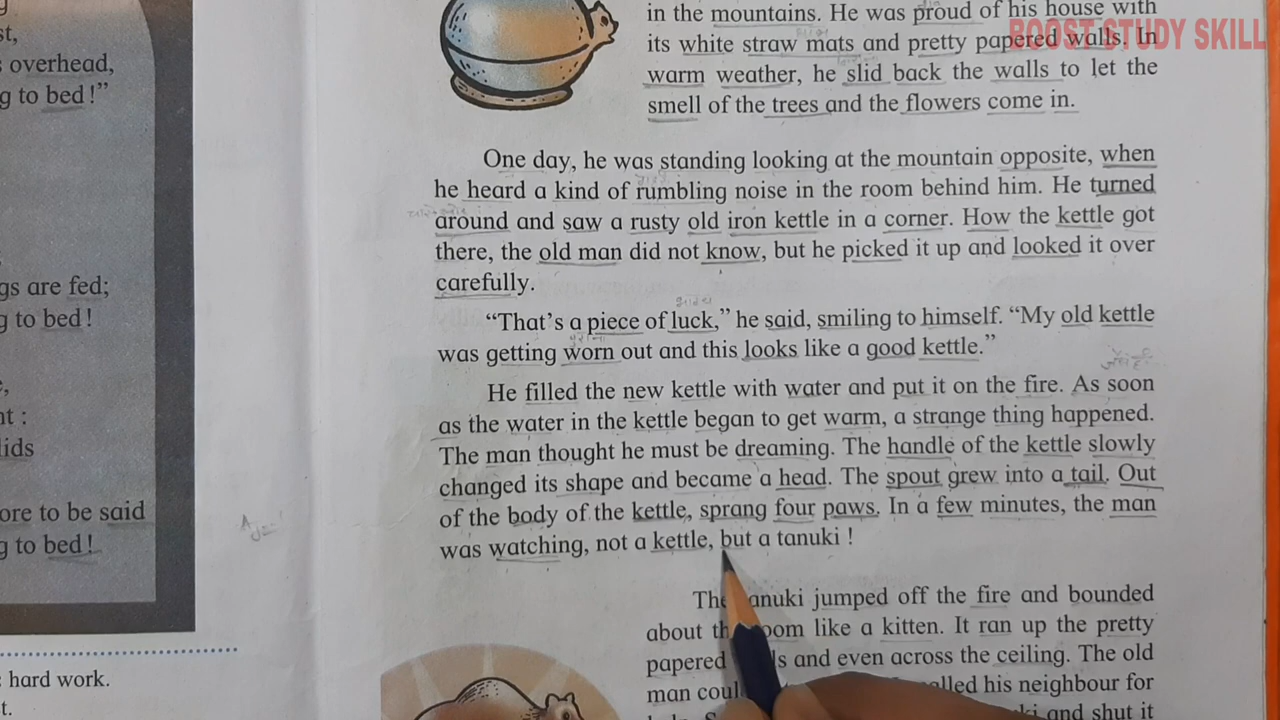 st,
s overhead,
g to bed!”
gs are fed;
g to bed!
e,
nt :
lids
ore to be said
g to bed!
: hard work.
t.
BOOST STUDY SKILL
in the mountains. He was proud of his house with
its white straw mats and pretty papered walls. In
warm weather, he slid back the walls to let the
smell of the trees and the flowers come in.
One day, he was standing looking at the mountain opposite, when
he heard a kind of rumbling noise in the room behind him. He turned
around and saw a rusty old iron kettle in a corner. How the kettle got
there, the old man did not know, but he picked it up and looked it over
carefully.
“That’s a piece of luck,” he said, smiling to himself. “My old kettle
was getting worn out and this looks like a good kettle.”
He filled the new kettle with water and put it on the fire. As soon
as the water in the kettle began to get warm, a strange thing happened.
The man thought he must be dreaming. The handle of the kettle slowly
changed its shape and became a head. The spout grew into a tail. Out
of the body of the kettle, sprang four paws. In a few minutes, the man
was watching, not a kettle, but a tanuki !
The tanuki jumped off the fire and bounded
about the room like a kitten. It ran up the pretty
papered and even across the ceiling. The old
man his neighbour for
and shut it